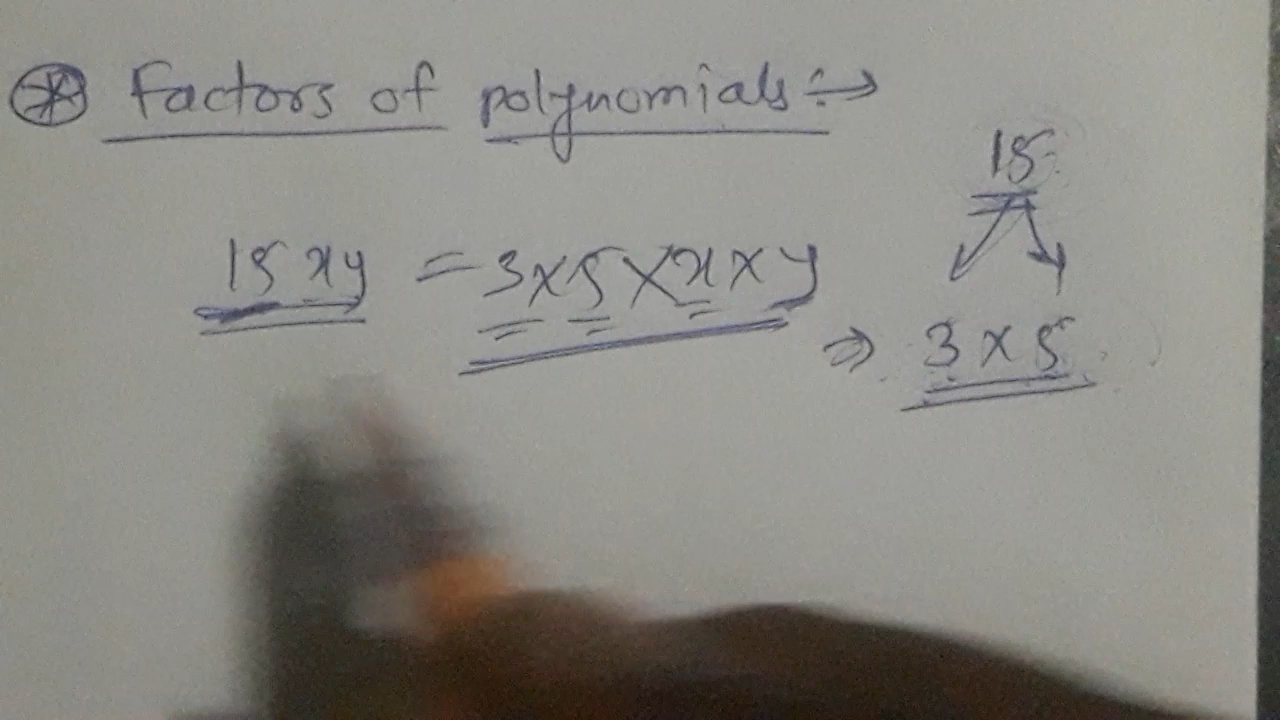 Factors of polynomials :→
15
15xy = 3×5×x×y
⇒ 3×5